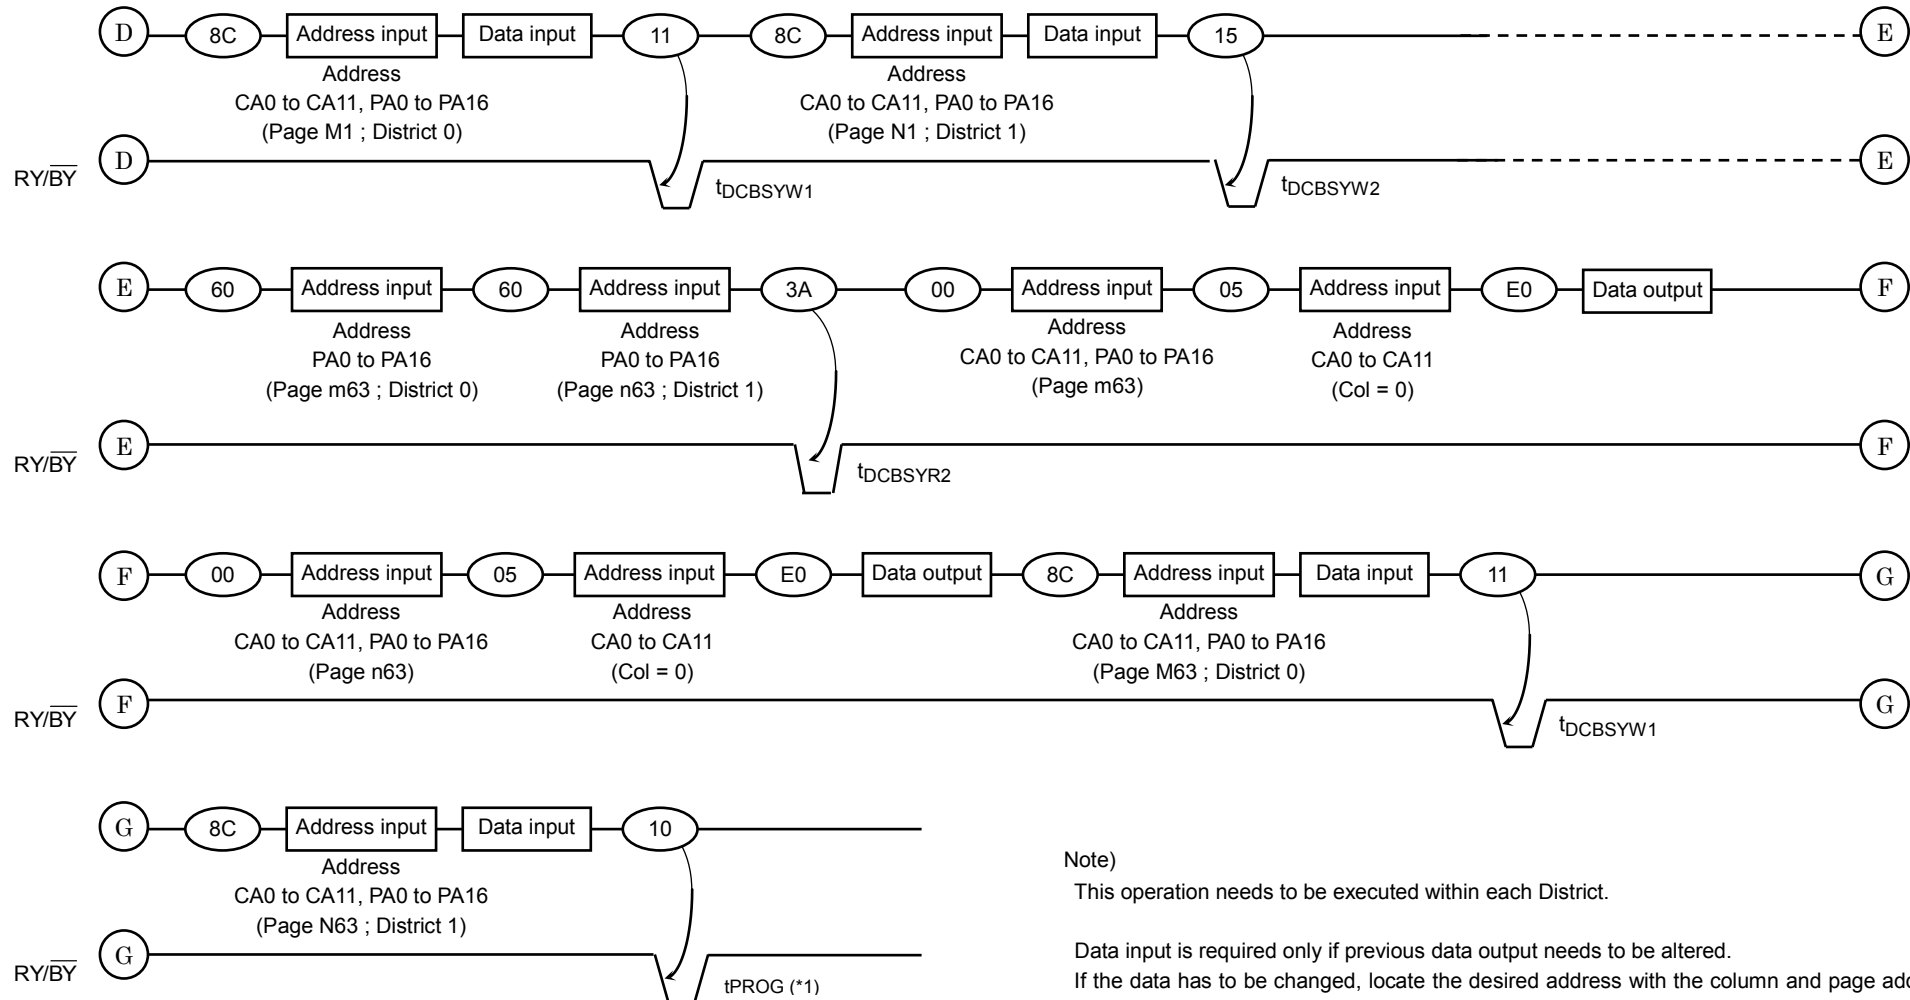 D 8C Address input Data input 11 8C Address input Data input 15 E
Address Address
CA0 to CA11, PA0 to PA16 CA0 to CA11, PA0 to PA16
(Page M1 ; District 0) (Page N1 ; District 1)
RY/BY D tDCBSYW1 tDCBSYW2 E
E 60 Address input 60 Address input 3A 00 Address input 05 Address input E0 Data output F
Address Address Address Address
PA0 to PA16 PA0 to PA16 CA0 to CA11, PA0 to PA16 CA0 to CA11
(Page m63 ; District 0) (Page n63 ; District 1) (Page m63) (Col = 0)
RY/BY E tDCBSYR2 F
F 00 Address input 05 Address input E0 Data output 8C Address input Data input 11 G
Address Address Address
CA0 to CA11, PA0 to PA16 CA0 to CA11 CA0 to CA11, PA0 to PA16
(Page n63) (Col = 0) (Page M63 ; District 0)
RY/BY F tDCBSYW1 G
G 8C Address input Data input 10
Address
CA0 to CA11, PA0 to PA16
(Page N63 ; District 1)
RY/BY G tPROG (*1)
Note)
This operation needs to be executed within each District.
Data input is required only if previous data output needs to be altered.
If the data has to be changed, locate the desired address with the column and page